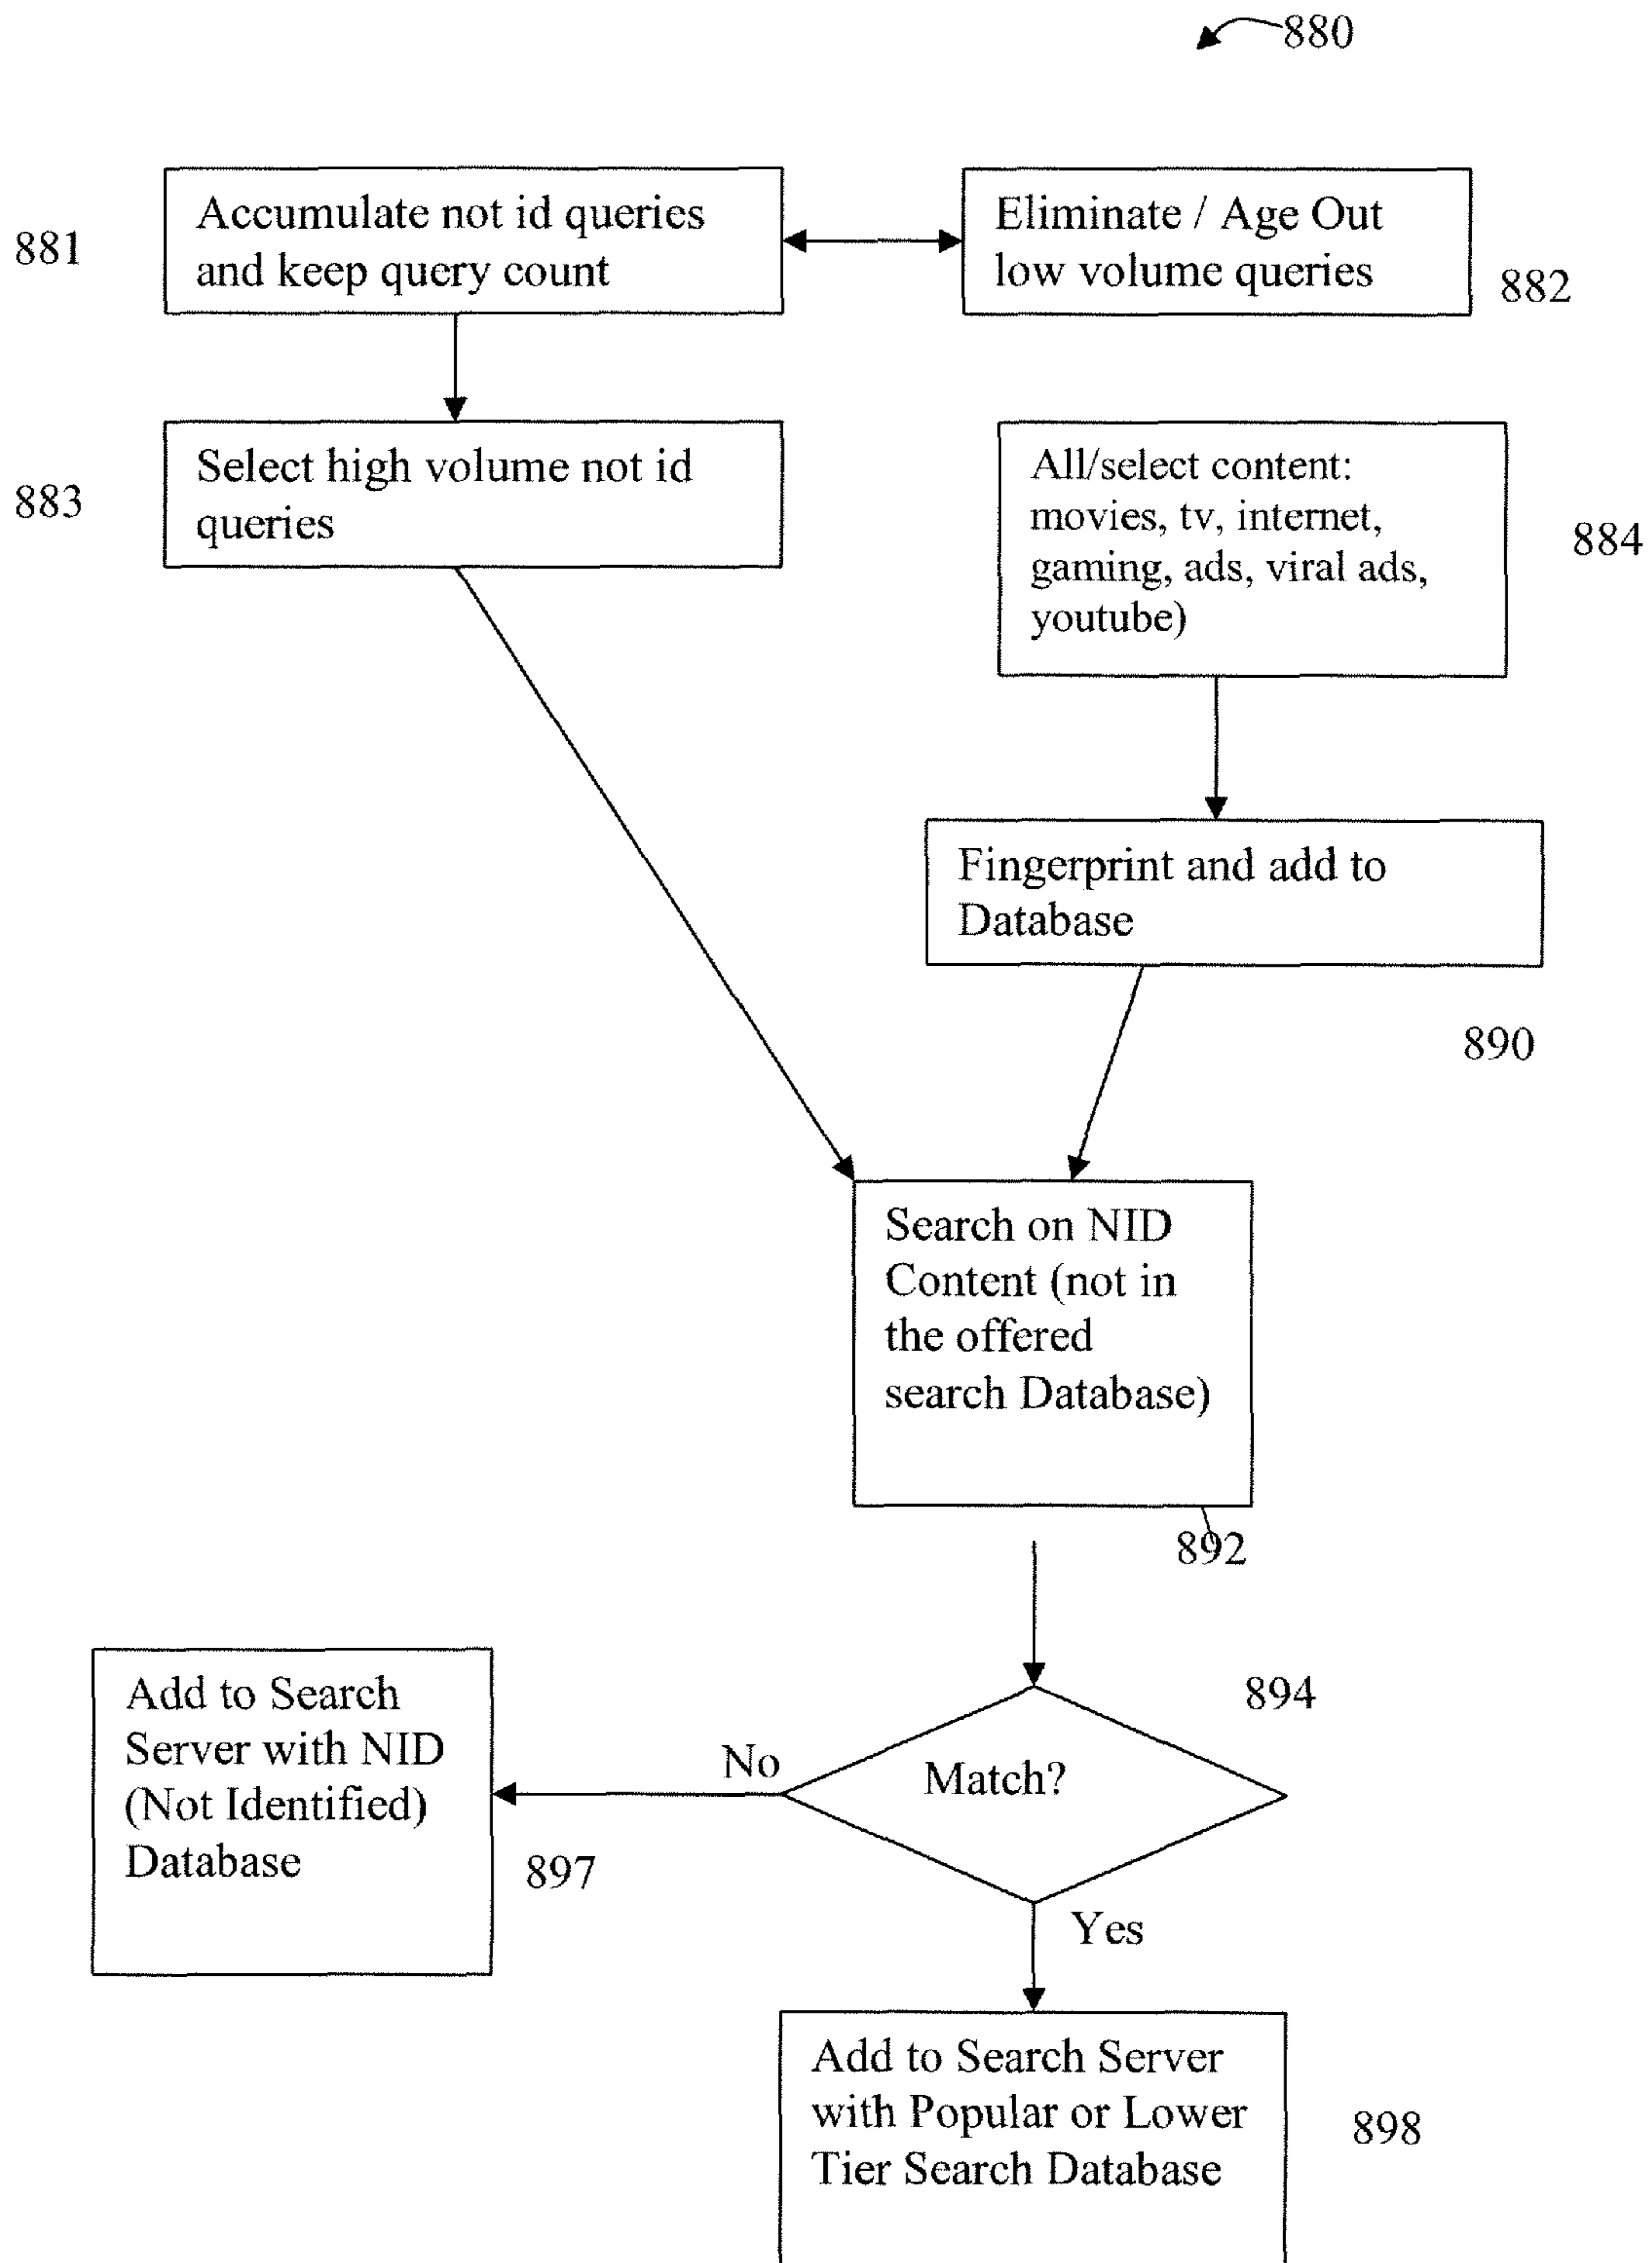 880
Accumulate not id queries
and keep query count
881
Eliminate / Age Out
low volume queries
882
Select high volume not id
queries
883
All/select content:
movies, tv, internet,
gaming, ads, viral ads,
youtube)
884
Fingerprint and add to
Database
890
Search on NID
Content (not in
the offered
search Database)
892
894
Match?
No
Add to Search
Server with NID
(Not Identified)
Database
897
Yes
Add to Search Server
with Popular or Lower
Tier Search Database
898